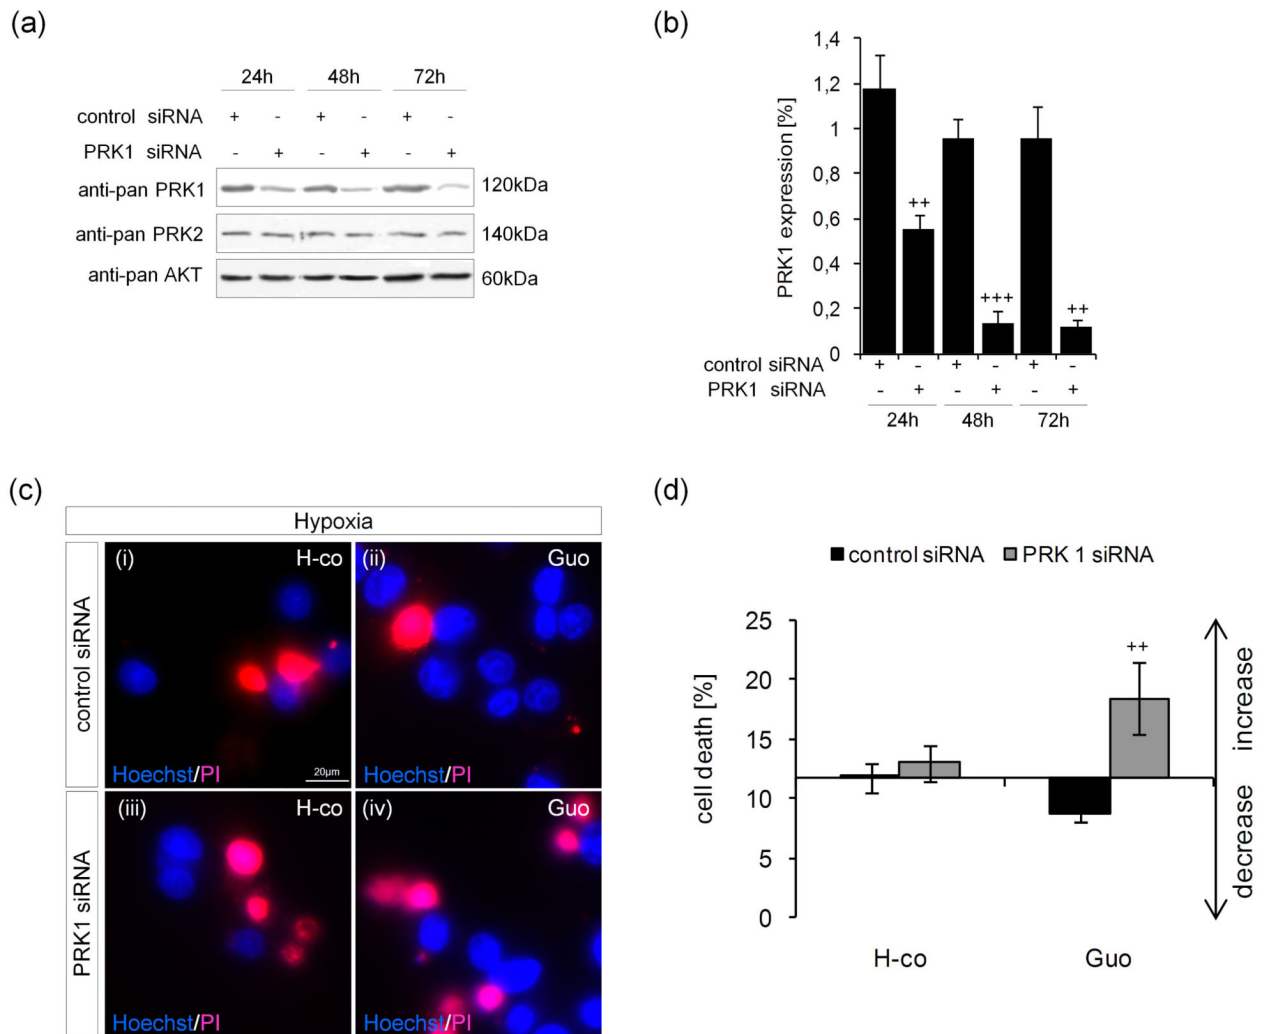 (a)
24h 48h 72h
control siRNA + - + - + -
PRK1 siRNA - + - + - +
anti-pan PRK1 120kDa
anti-pan PRK2 140kDa
anti-pan AKT 60kDa
(b)
PRK1 expression [%]
1,4
1,2
1
0,8
0,6
0,4
0,2
0
++
+++
++
control siRNA + - + - + -
PRK1 siRNA - + - + - +
24h 48h 72h
(c)
Hypoxia
control siRNA
(i) H-co
Hoechst/PI 20µm
(ii) Guo
Hoechst/PI
PRK1 siRNA
(iii) H-co
Hoechst/PI
(iv) Guo
Hoechst/PI
(d)
control siRNA PRK 1 siRNA
cell death [%]
25
20
15
10
5
0
++
increase
decrease
H-co Guo